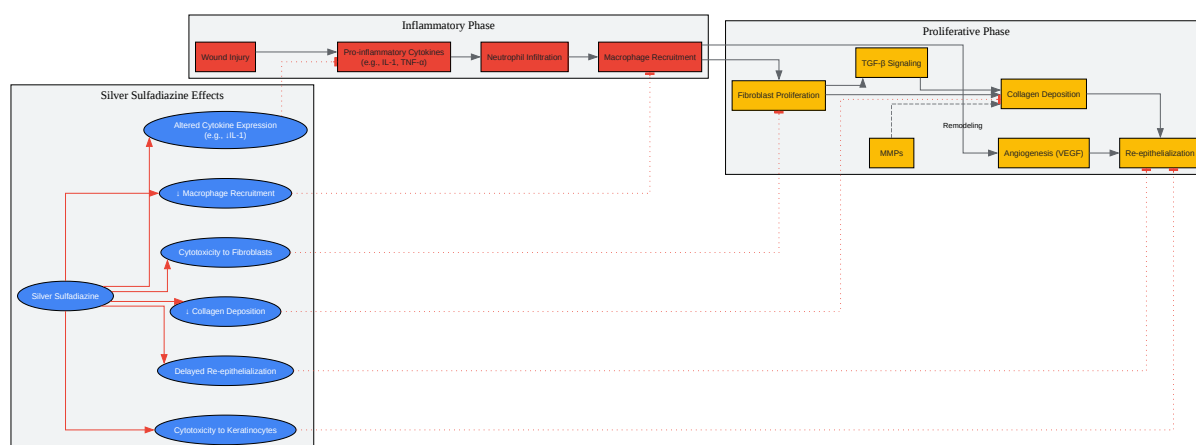 Inflammatory Phase
Wound Injury
Pro-inflammatory Cytokines
(e.g., IL-1, TNF-α)
Neutrophil Infiltration
Macrophage Recruitment
Proliferative Phase
TGF-β Signaling
Fibroblast Proliferation
Collagen Deposition
Remodeling
MMPs
Angiogenesis (VEGF)
Re-epithelialization
Silver Sulfadiazine Effects
Altered Cytokine Expression
(e.g., ↓IL-1)
↓ Macrophage Recruitment
Cytotoxicity to Fibroblasts
Silver Sulfadiazine
↓ Collagen Deposition
Delayed Re-epithelialization
Cytotoxicity to Keratinocytes